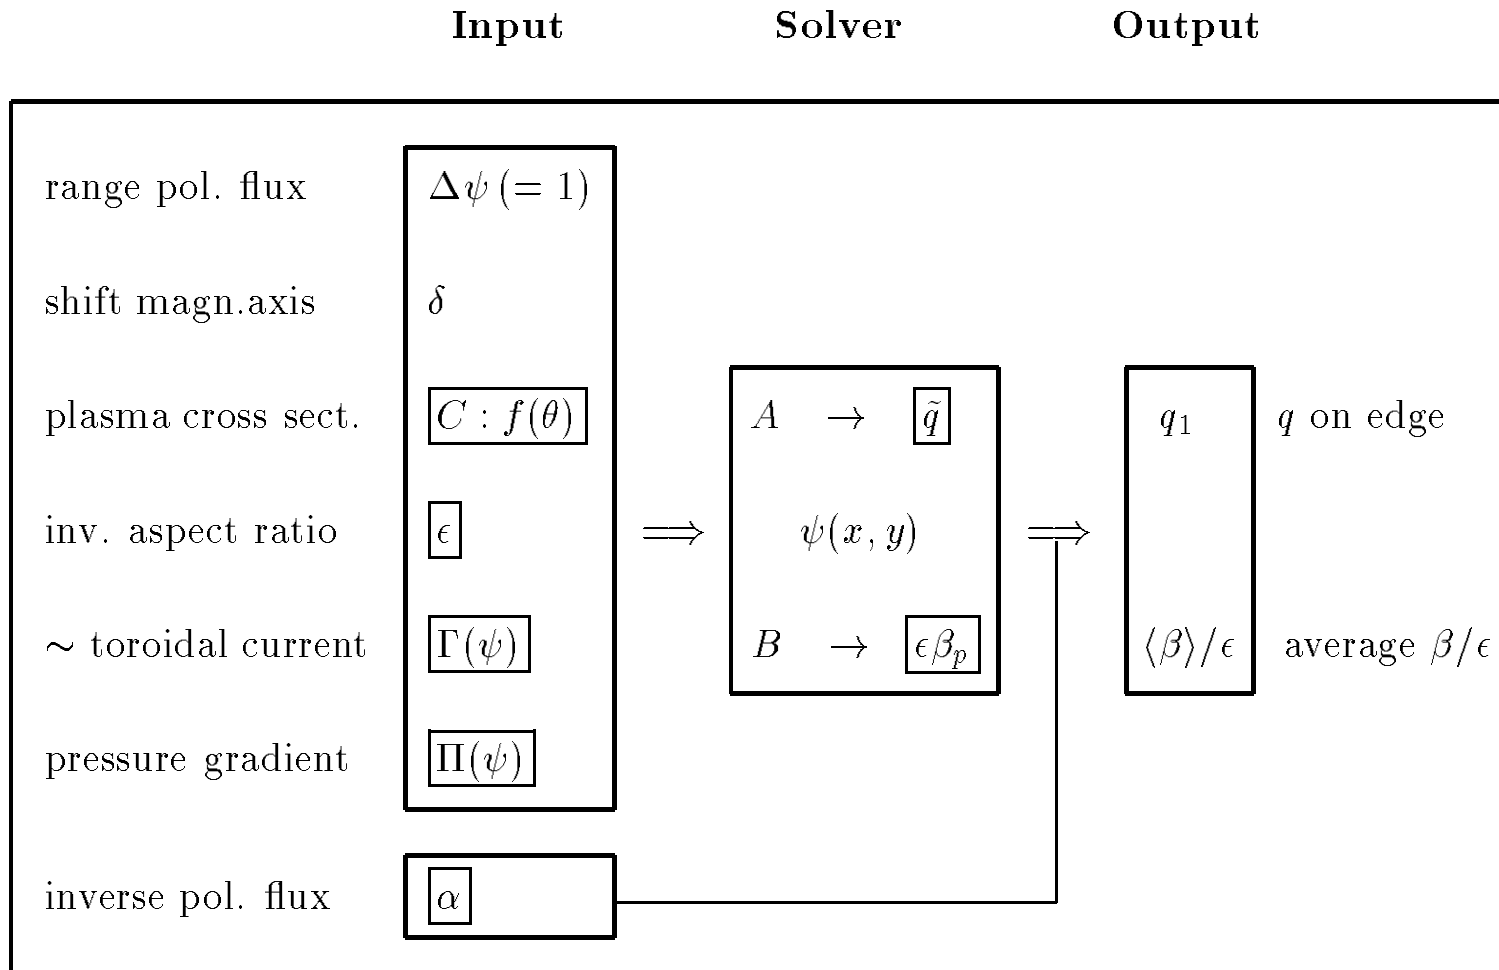 Input Solver Output
range pol. flux Δψ (= 1)
shift magn.axis δ
plasma cross sect. C : f(θ) A → q̃ q₁ q on edge
inv. aspect ratio ϵ ⟹ ψ(x, y) ⟹
∼ toroidal current Γ(ψ) B → ϵβₚ ⟨β⟩/ϵ average β/ϵ
pressure gradient Π(ψ)
inverse pol. flux α